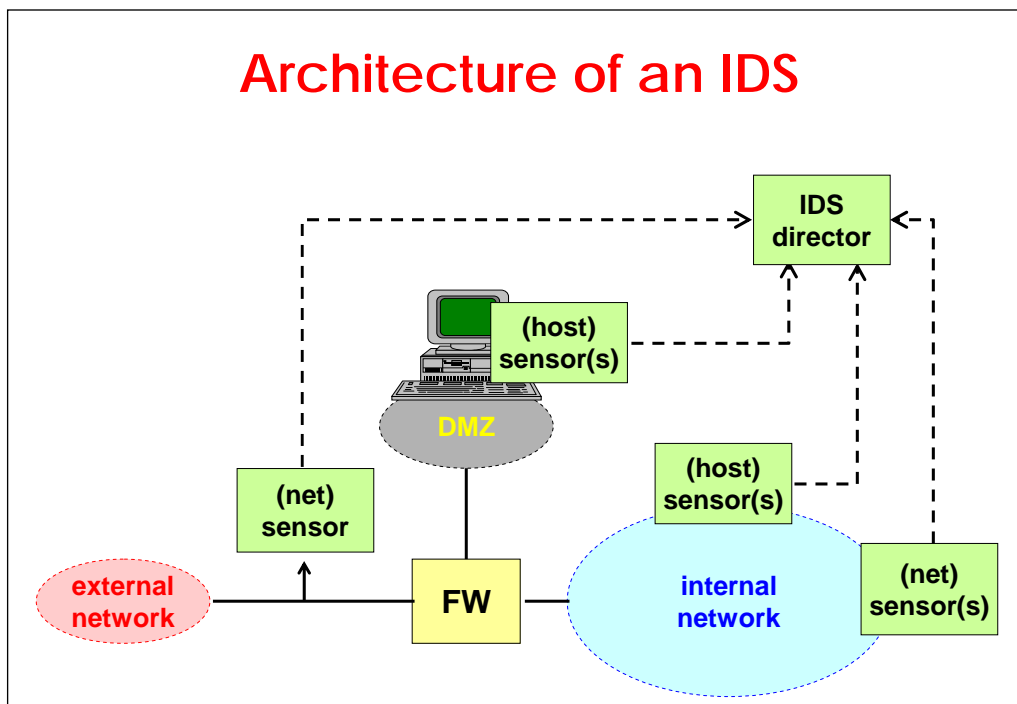 Architecture of an IDS
IDS
director
(host)
sensor(s)
DMZ
(host)
sensor(s)
(net)
sensor
external
network
FW
internal
network
(net)
sensor(s)